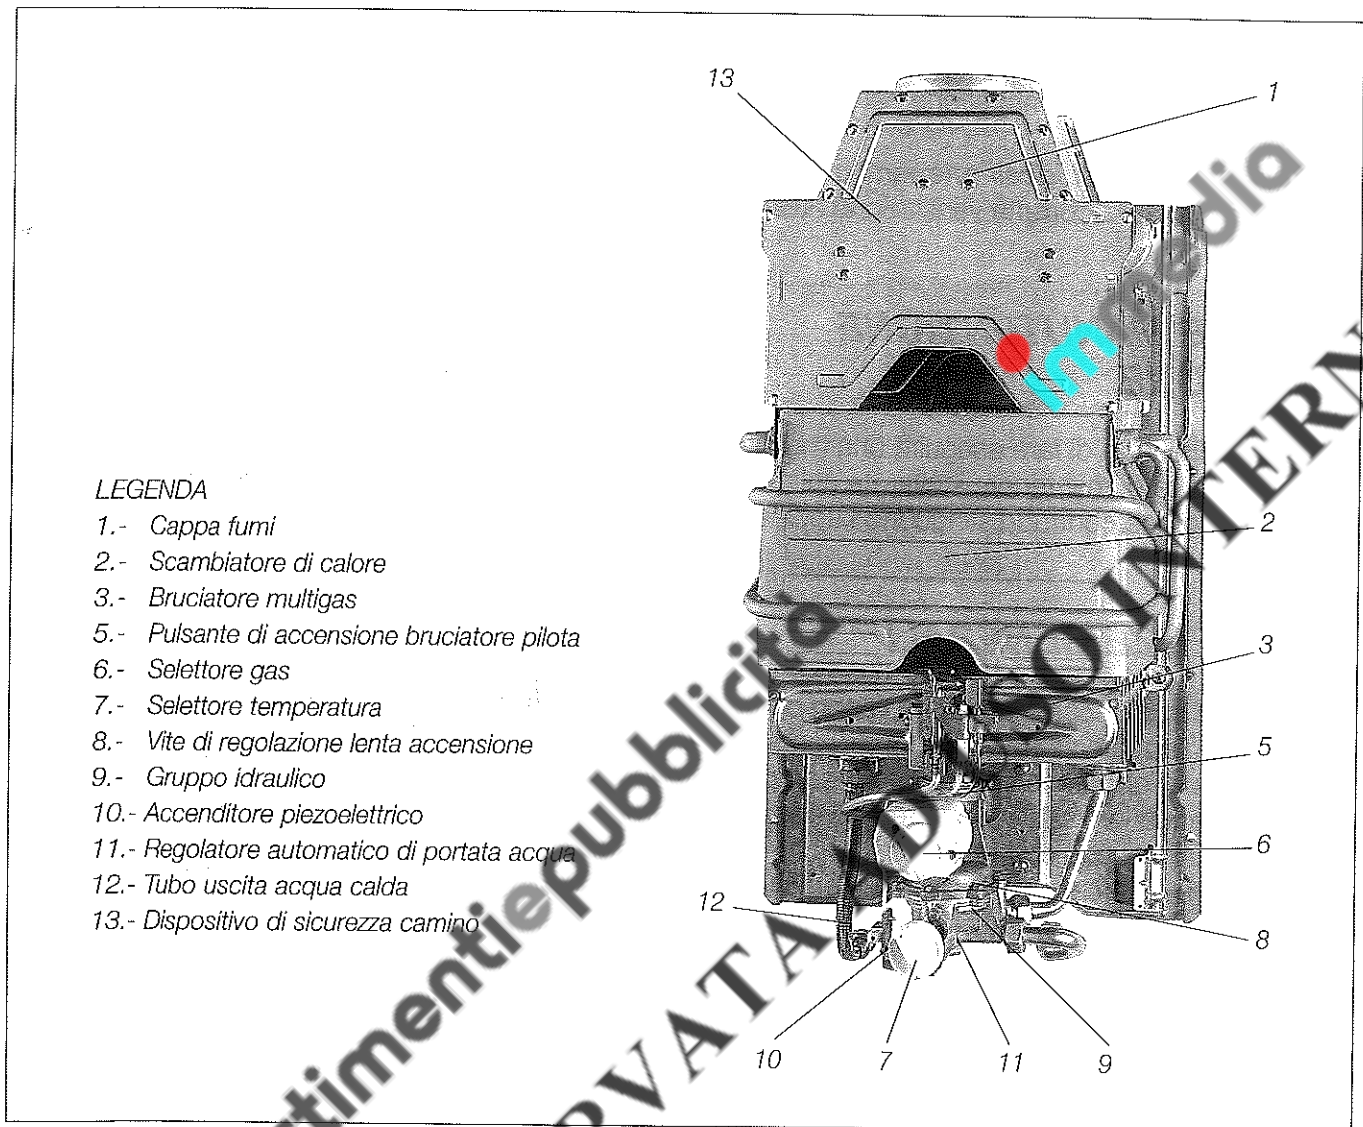 13
1
LEGENDA
1.- Cappa fumi
2.- Scambiatore di calore
3.- Bruciatore multigas
5.- Pulsante di accensione bruciatore pilota
6.- Selettore gas
7.- Selettore temperatura
8.- Vite di regolazione lenta accensione
9.- Gruppo idraulico
10.- Accenditore piezoelettrico
11.- Regolatore automatico di portata acqua
12.- Tubo uscita acqua calda
13.- Dispositivo di sicurezza camino
2
3
5
6
12
8
10
7
11
9
immedia
timentiepubblicità
RVATA AD USO INTERN